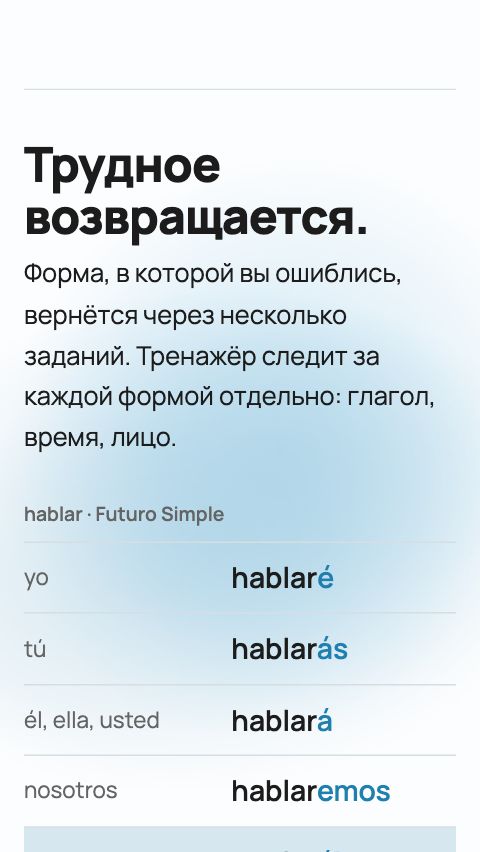 Трудное
возвращается.
Форма, в которой вы ошиблись,
вернётся через несколько
заданий. Тренажёр следит за
каждой формой отдельно: глагол,
время, лицо.
hablar · Futuro Simple
yo hablaré
tú hablarás
él, ella, usted hablará
nosotros hablaremos